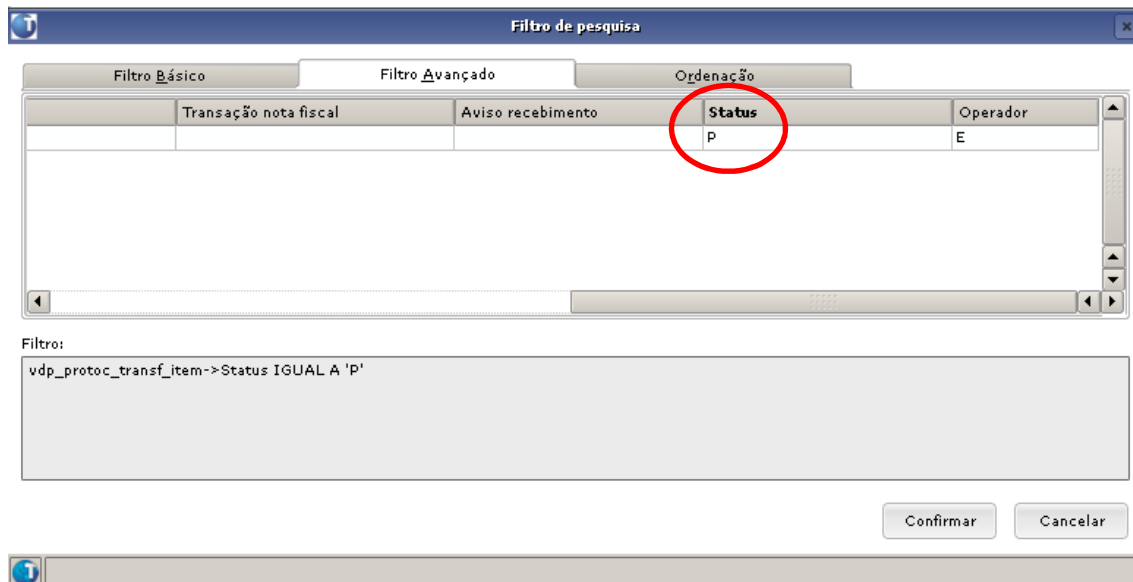 Filtro de pesquisa
Filtro Básico Filtro Avançado Ordenação
Transação nota fiscal Aviso recebimento Status Operador
P E
Filtro:
vdp_protoc_transf_item->Status IGUAL A 'P'
Confirmar Cancelar